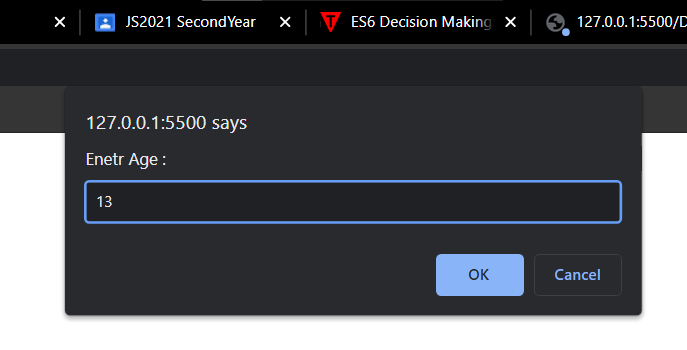 JS2021 SecondYear
ES6 Decision Making
127.0.0.1:5500/D
127.0.0.1:5500 says
Enetr Age :
13
OK
Cancel